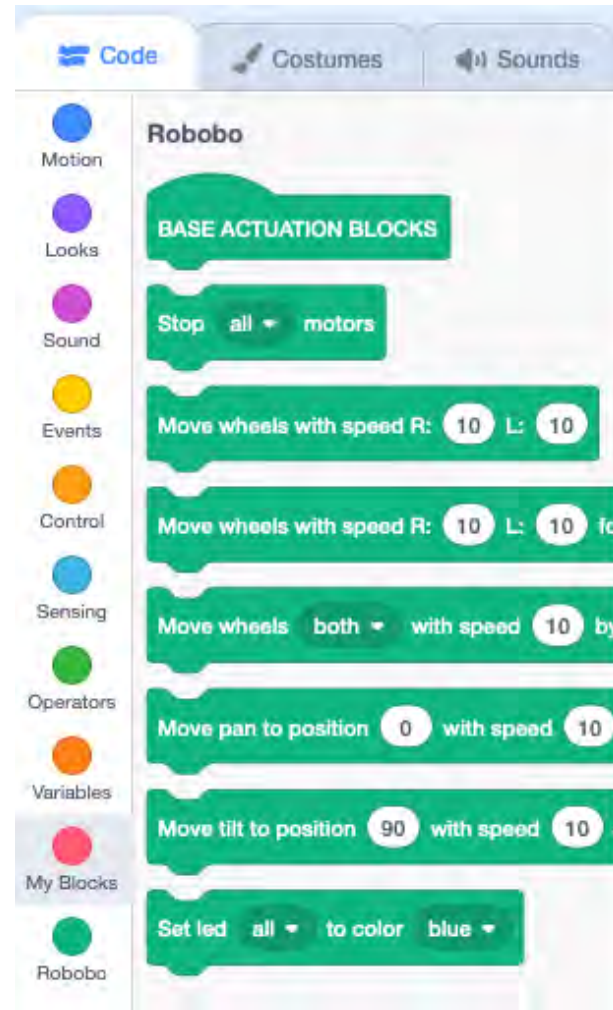 Code Costumes Sounds
Motion
Looks
Sound
Events
Control
Sensing
Operators
Variables
My Blocks
Robobo
Robobo
BASE ACTUATION BLOCKS
Stop all motors
Move wheels with speed R: 10 L: 10
Move wheels with speed R: 10 L: 10
Move wheels both with speed 10 by
Move pan to position 0 with speed 10
Move tilt to position 90 with speed 10
Set led all to color blue